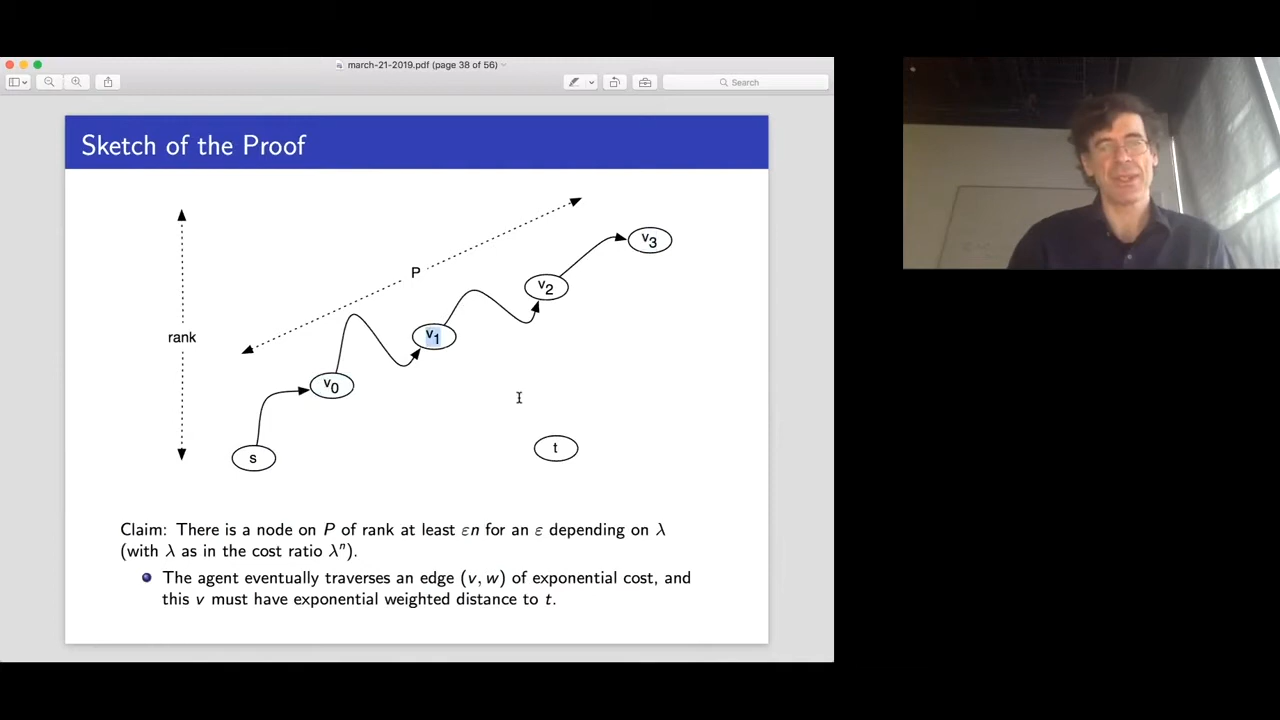 march-21-2019.pdf (page 38 of 56)
Search
Sketch of the Proof
P
v3
v2
rank
v1
v0
s
t
Claim: There is a node on P of rank at least εn for an ε depending on λ
(with λ as in the cost ratio λⁿ).
The agent eventually traverses an edge (v, w) of exponential cost, and
this v must have exponential weighted distance to t.